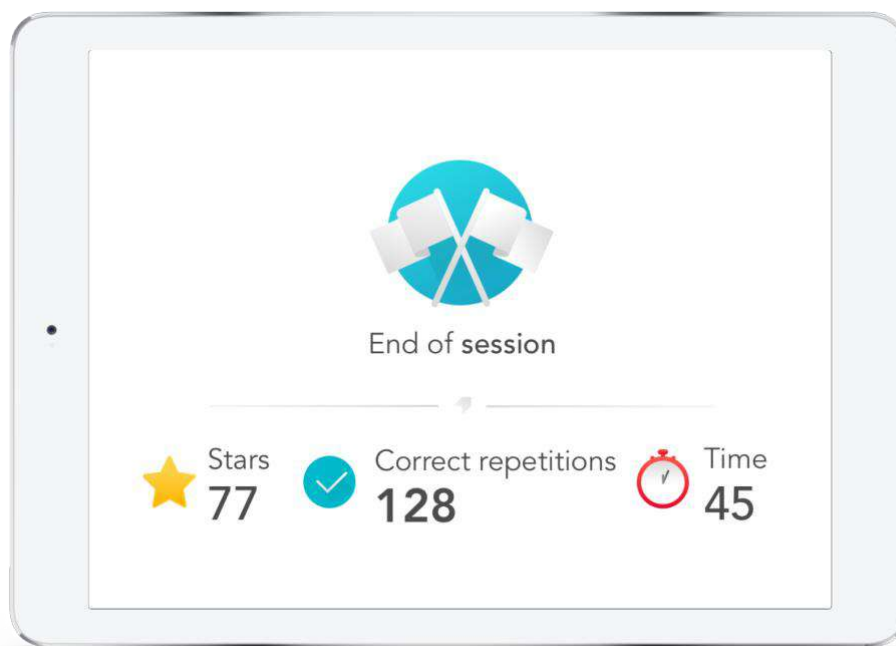 End of session
Stars
77
Correct repetitions
128
Time
45